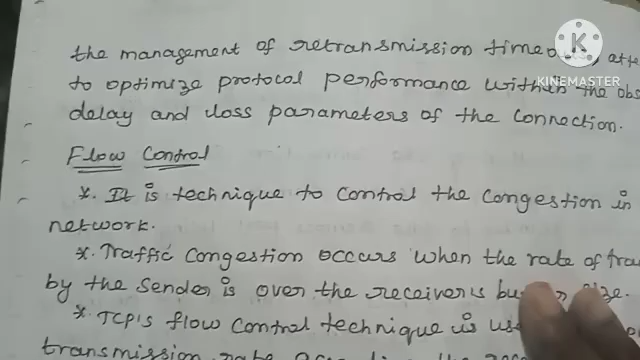 the management of retransmission
to optimize protocol performance within the
delay and loss parameters of the connection.
Flow Control
*. It is technique to control the congestion in
network.
*. Traffic congestion occurs when the rate of
by the sender is over the receiver's
*. TCP's flow control technique is
transmission rate
KINEMASTER